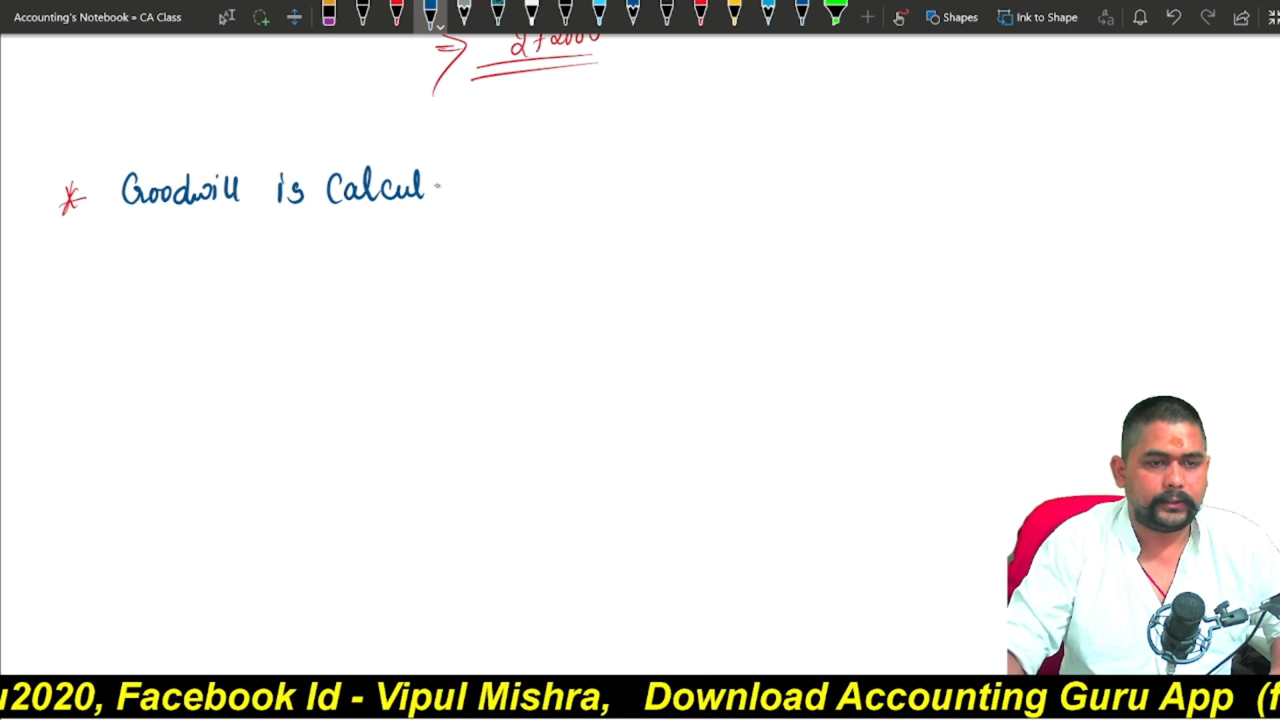 Accounting's Notebook » CA Class
Shapes
Ink to Shape
=> 272000
* Goodwill is Calcul
u2020, Facebook Id - Vipul Mishra, Download Accounting Guru App (f